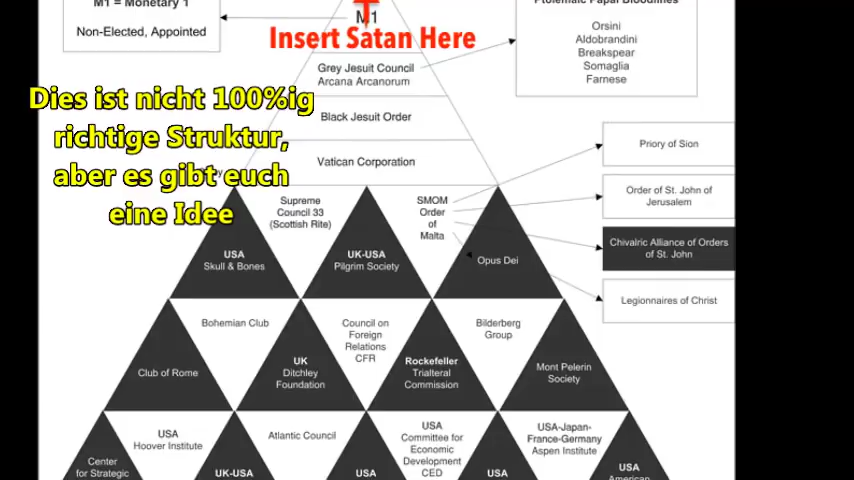 M1 = Monetary 1
Non-Elected, Appointed
M1
Insert Satan Here
Ptolemaic Papal Bloodlines
Orsini
Aldobrandini
Breakspear
Somaglia
Farnese
Grey Jesuit Council
Arcana Arcanorum
Black Jesuit Order
Vatican Corporation
Dies ist nicht 100%ig
richtige Struktur,
aber es gibt euch
eine Idee
Priory of Sion
Order of St. John of
Jerusalem
Chivalric Alliance of Orders
of St. John
Legionnaires of Christ
Supreme
Council 33
(Scottish Rite)
SMOM
Order
of
Malta
USA
Skull & Bones
UK-USA
Pilgrim Society
Opus Dei
Bohemian Club
Council on
Foreign
Relations
CFR
Bilderberg
Group
Club of Rome
UK
Ditchley
Foundation
Rockefeller
Trialteral
Commission
Mont Pelerin
Society
USA
Hoover Institute
Atlantic Council
USA
Committee for
Economic
Development
CED
USA-Japan-
France-Germany
Aspen Institute
Center
for Strategic
UK-USA
USA
USA
USA
American